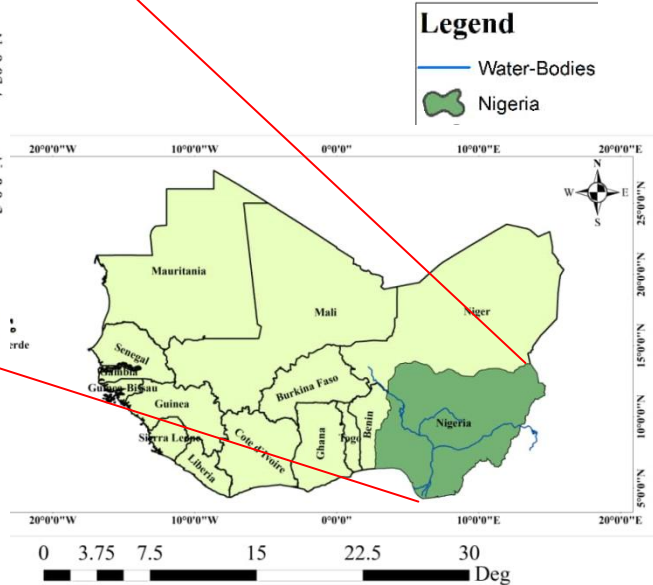 Legend
Water-Bodies
Nigeria
20°0'0"W 10°0'0"W 0°0'0" 10°0'0"E 20°0'0"E
N
W E
S
25°0'0"N
20°0'0"N
15°0'0"N
10°0'0"N
5°0'0"N
Mauritania
Mali
Niger
erde
Senegal
Gambia
Guinea-Bissau
Guinea
Burkina Faso
Sierra Leone
Liberia
Cote d'Ivoire
Ghana
Togo
Benin
Nigeria
20°0'0"W 10°0'0"W 0°0'0" 10°0'0"E 20°0'0"E
0 3.75 7.5 15 22.5 30
Deg